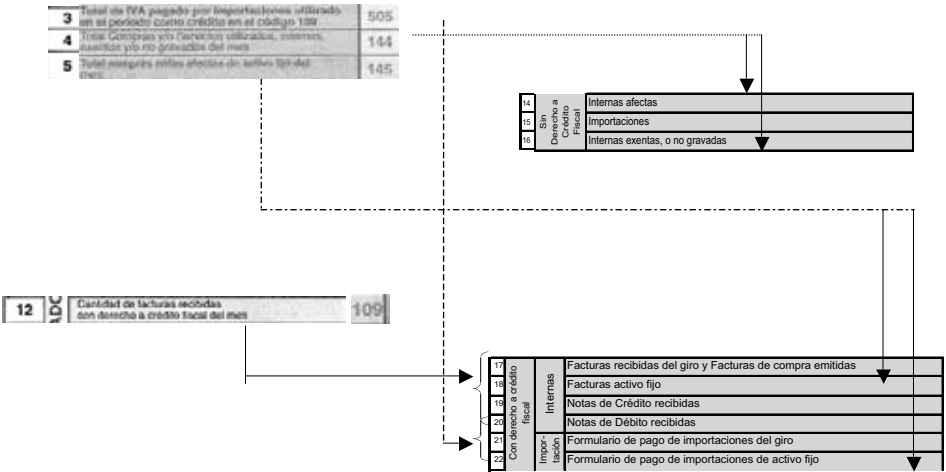 3 Total de IVA pagado por importaciones utilizado
en el período como crédito en el código 109 505
4 Total Compras y/o Servicios utilizados, internos,
exentos y/o no gravados del mes 144
5 Total compras netas afectas de activo fijo del
mes 145
14 Sin Derecho a Crédito Fiscal Internas afectas
15 Importaciones
16 Internas exentas, o no gravadas
12 ADO Cantidad de facturas recibidas
con derecho a crédito fiscal del mes 109
17 Con derecho a crédito fiscal Internas Facturas recibidas del giro y Facturas de compra emitidas
18 Facturas activo fijo
19 Notas de Crédito recibidas
20 Notas de Débito recibidas
21 Impor-tación Formulario de pago de importaciones del giro
22 Formulario de pago de importaciones de activo fijo